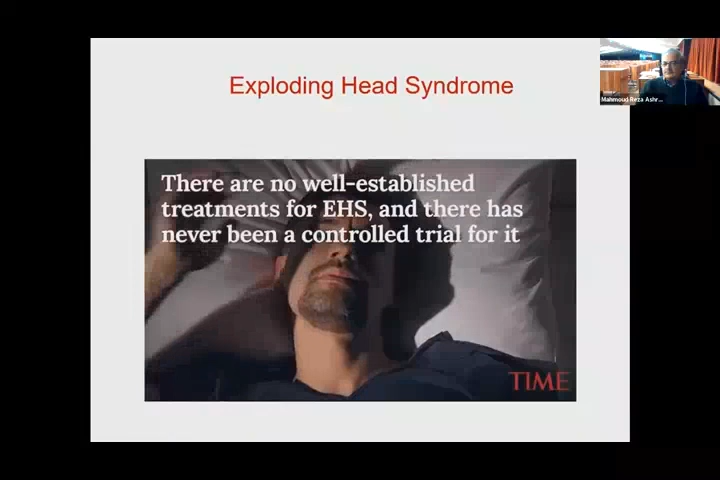 Exploding Head Syndrome
Mahmoud Reza Ashr...
There are no well-established
treatments for EHS, and there has
never been a controlled trial for it
TIME